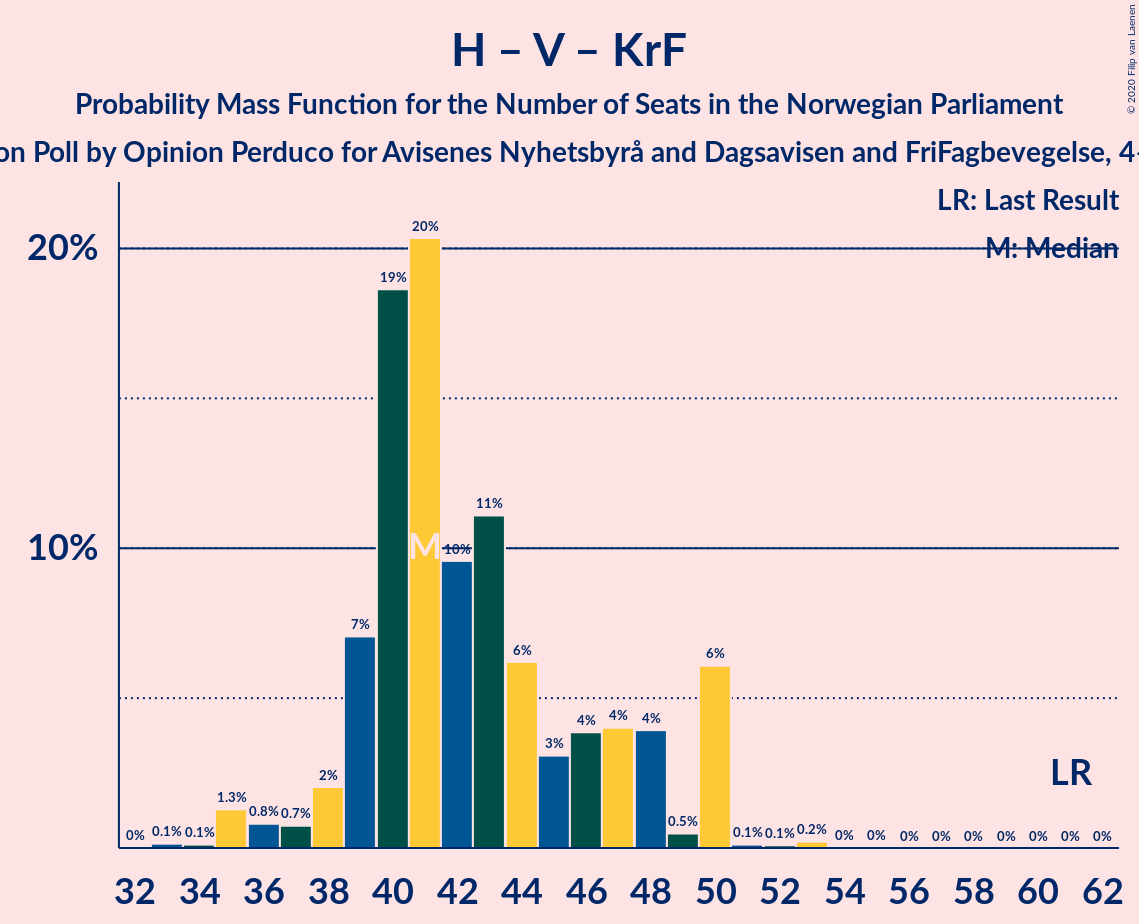 H – V – KrF
Probability Mass Function for the Number of Seats in the Norwegian Parliament
on Poll by Opinion Perduco for Avisenes Nyhetsbyrå and Dagsavisen and FriFagbevegelse, 4-
© 2020 Filip van Laenen
LR: Last Result
M: Median
20%
10%
0% 0.1% 0.1% 1.3% 0.8% 0.7% 2% 7% 19% 20% 10% 11% 6% 3% 4% 4% 4% 0.5% 6% 0.1% 0.1% 0.2% 0% 0% 0% 0% 0% 0% 0% 0% 0%
M
LR
32 34 36 38 40 42 44 46 48 50 52 54 56 58 60 62